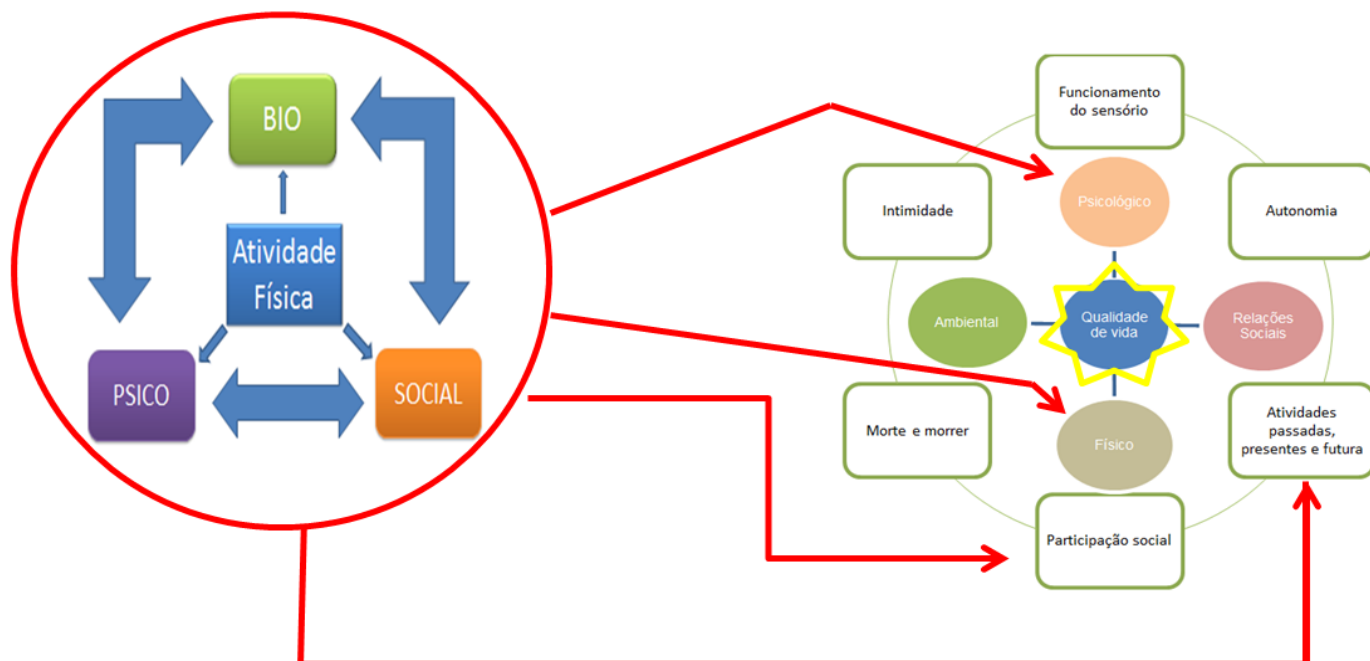 BIO
Atividade
Física
PSICO
SOCIAL
Funcionamento
do sensório
Psicológico
Intimidade
Autonomia
Ambiental
Qualidade
de vida
Relações
Sociais
Morte e morrer
Físico
Atividades
passadas,
presentes e futura
Participação social